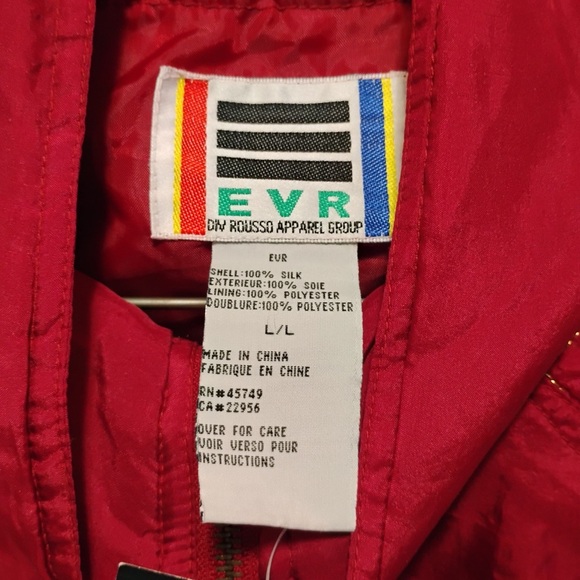 EVR
DIV ROUSSO APPAREL GROUP
EVR
SHELL:100% SILK
EXTERIEUR:100% SOIE
LINING:100% POLYESTER
DOUBLURE:100% POLYESTER
L/L
MADE IN CHINA
FABRIQUE EN CHINE
RN#45749
CA#22956
OVER FOR CARE
VOIR VERSO POUR
INSTRUCTIONS